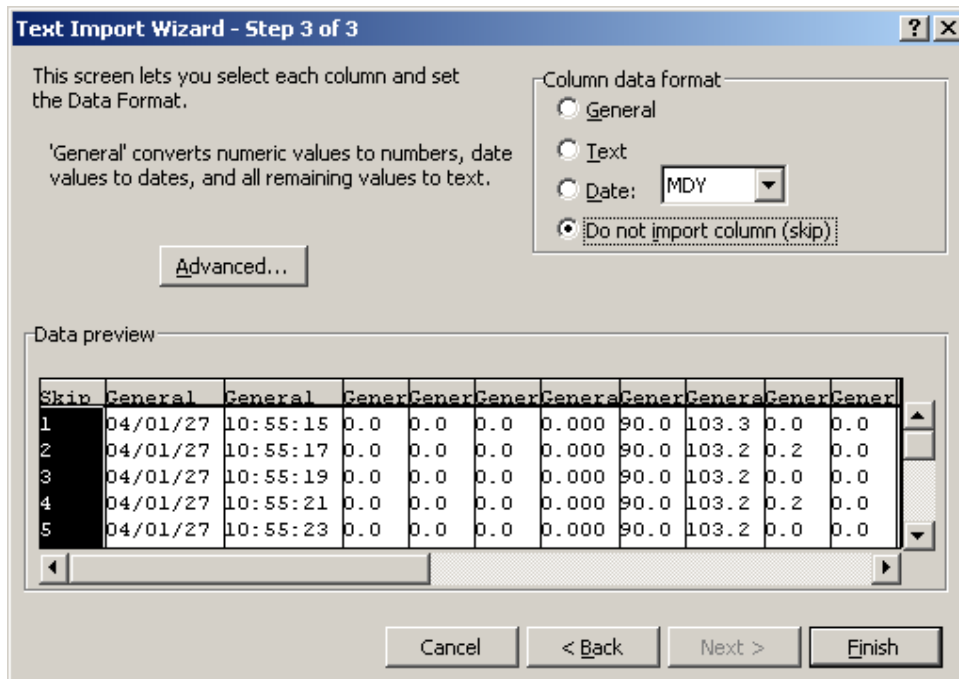 Text Import Wizard - Step 3 of 3
This screen lets you select each column and set
the Data Format.
'General' converts numeric values to numbers, date
values to dates, and all remaining values to text.
Advanced...
Column data format
General
Text
Date: MDY
Do not import column (skip)
Data preview
Skip General General Gener Gener Gener Genera Gener Genera Gener Gener
1 04/01/27 10:55:15 0.0 0.0 0.0 0.000 90.0 103.3 0.0 0.0
2 04/01/27 10:55:17 0.0 0.0 0.0 0.000 90.0 103.2 0.2 0.0
3 04/01/27 10:55:19 0.0 0.0 0.0 0.000 90.0 103.2 0.0 0.0
4 04/01/27 10:55:21 0.0 0.0 0.0 0.000 90.0 103.2 0.2 0.0
5 04/01/27 10:55:23 0.0 0.0 0.0 0.000 90.0 103.2 0.0 0.0
Cancel < Back Next > Finish